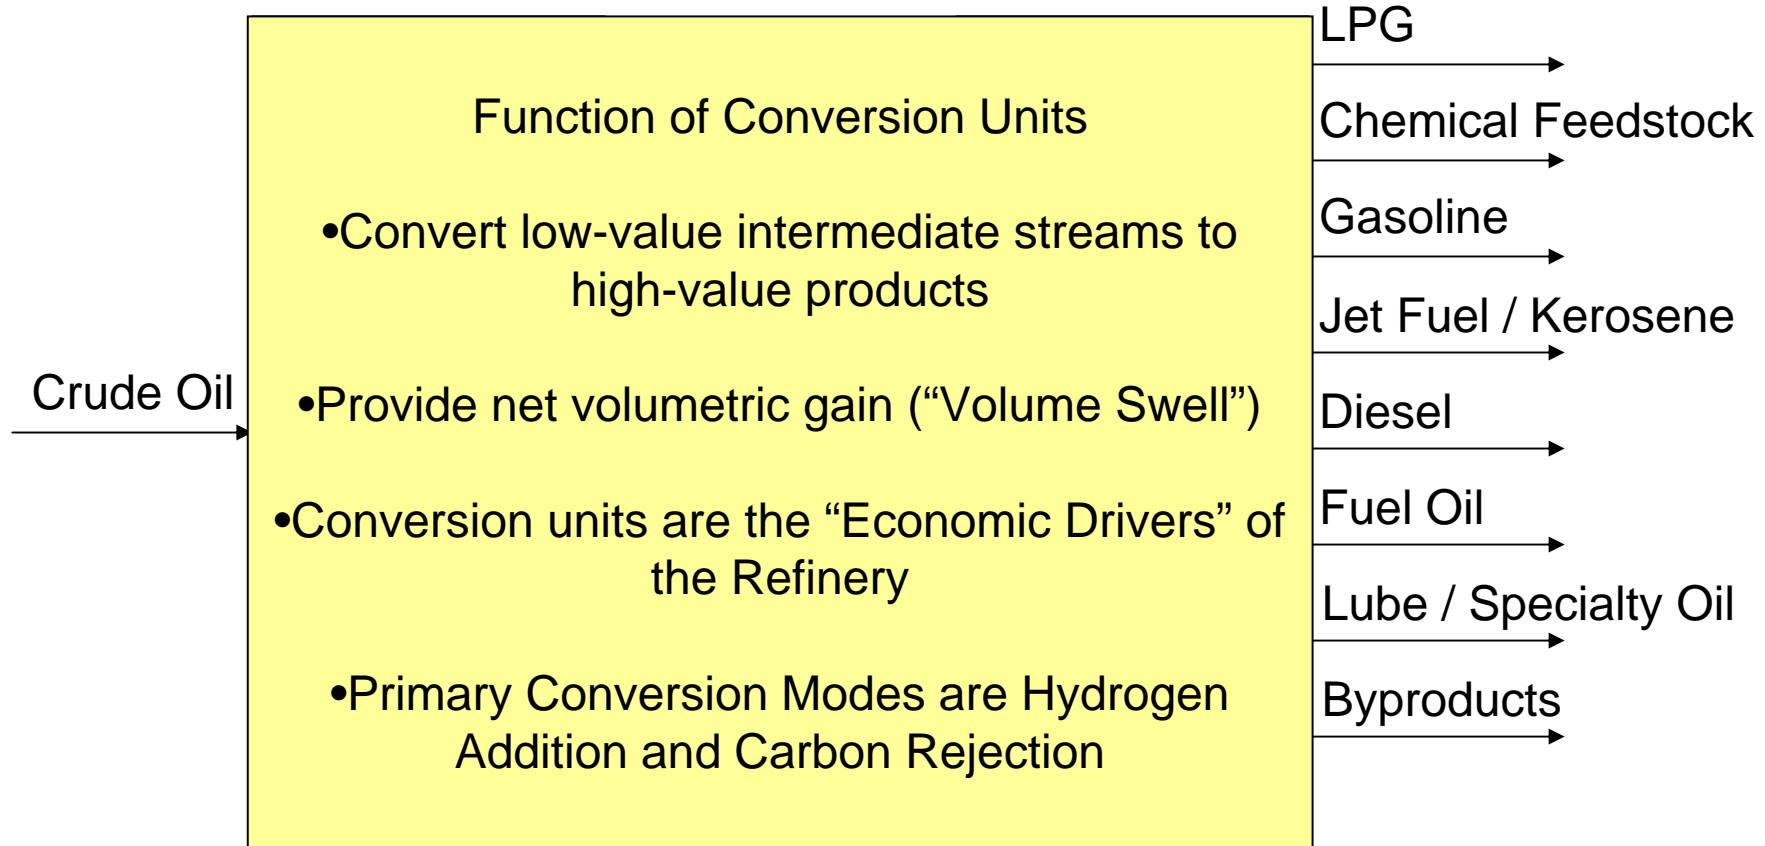 Crude Oil
Function of Conversion Units
•Convert low-value intermediate streams to
high-value products
•Provide net volumetric gain (“Volume Swell”)
•Conversion units are the “Economic Drivers” of
the Refinery
•Primary Conversion Modes are Hydrogen
Addition and Carbon Rejection
LPG
Chemical Feedstock
Gasoline
Jet Fuel / Kerosene
Diesel
Fuel Oil
Lube / Specialty Oil
Byproducts